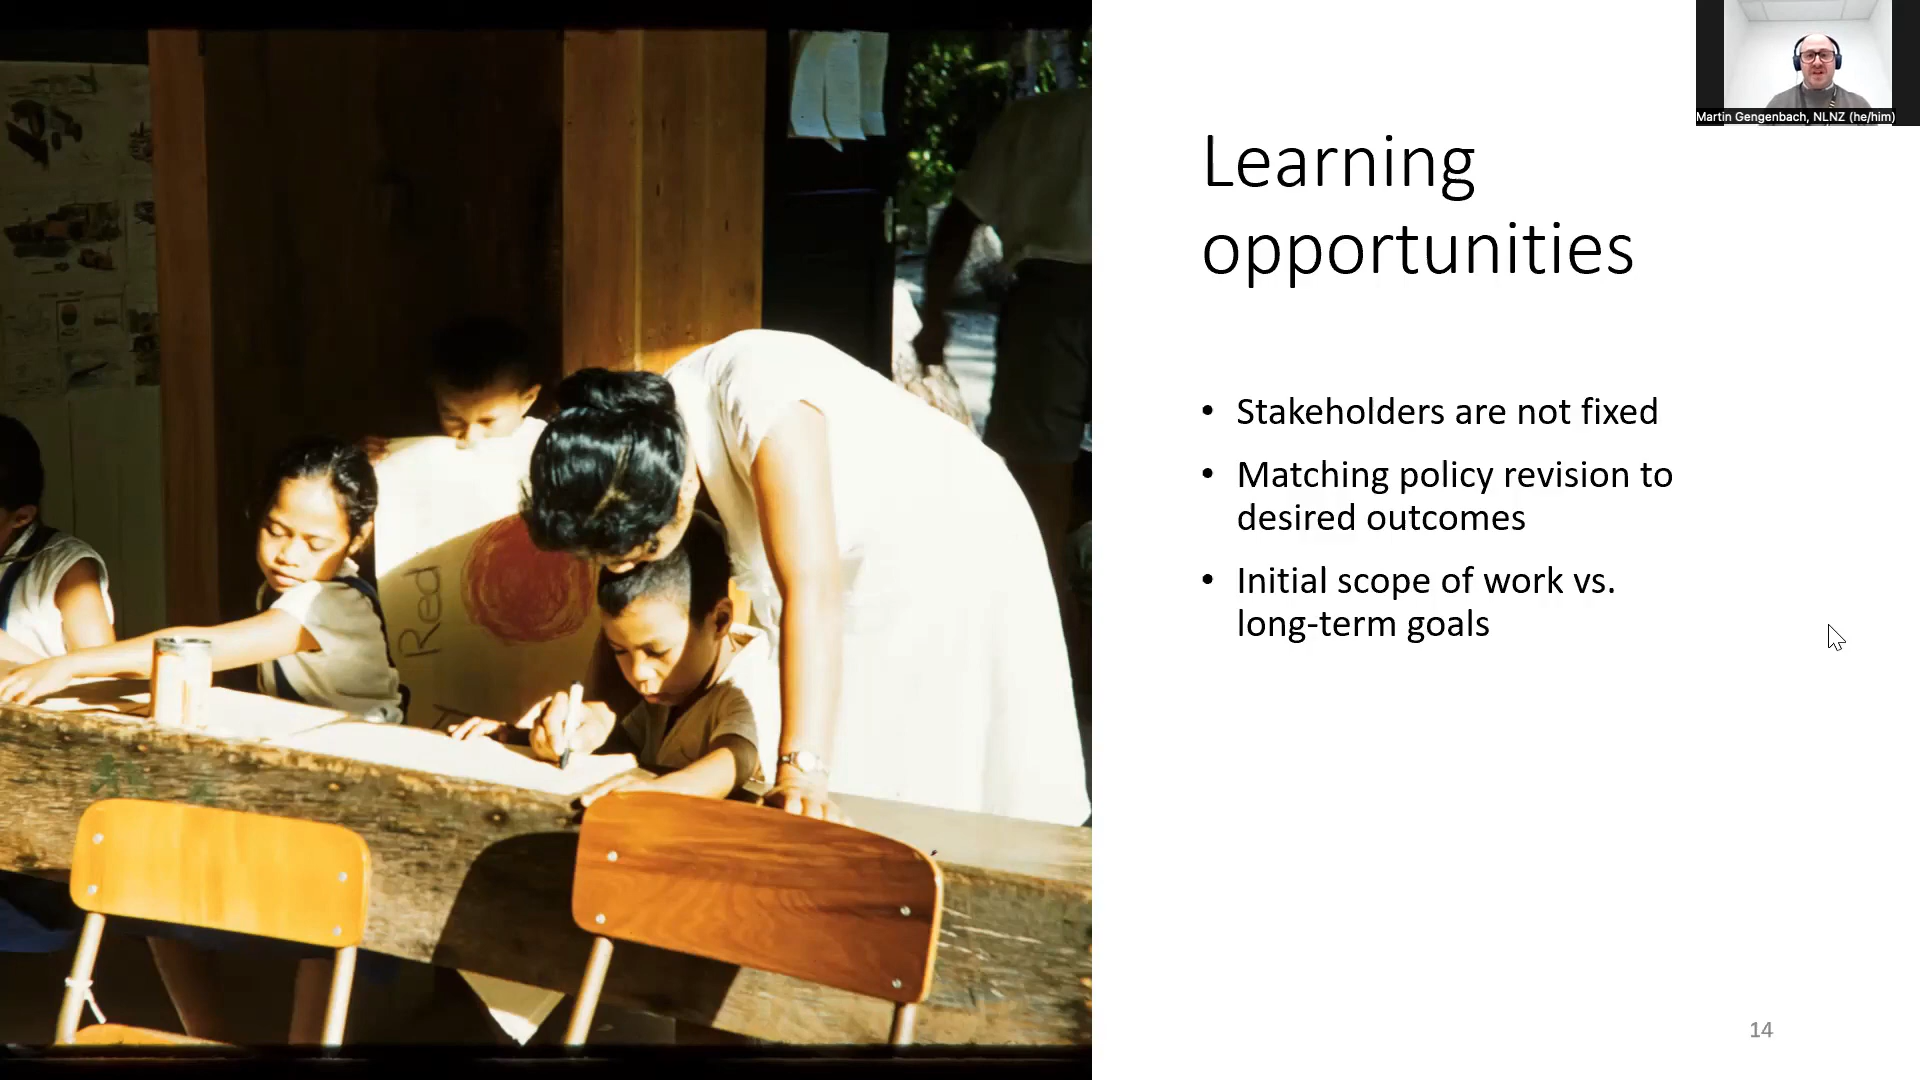 Martin Gengenbach, NLNZ (he/him)
Learning
opportunities
• Stakeholders are not fixed
• Matching policy revision to
desired outcomes
• Initial scope of work vs.
long-term goals
Red
14